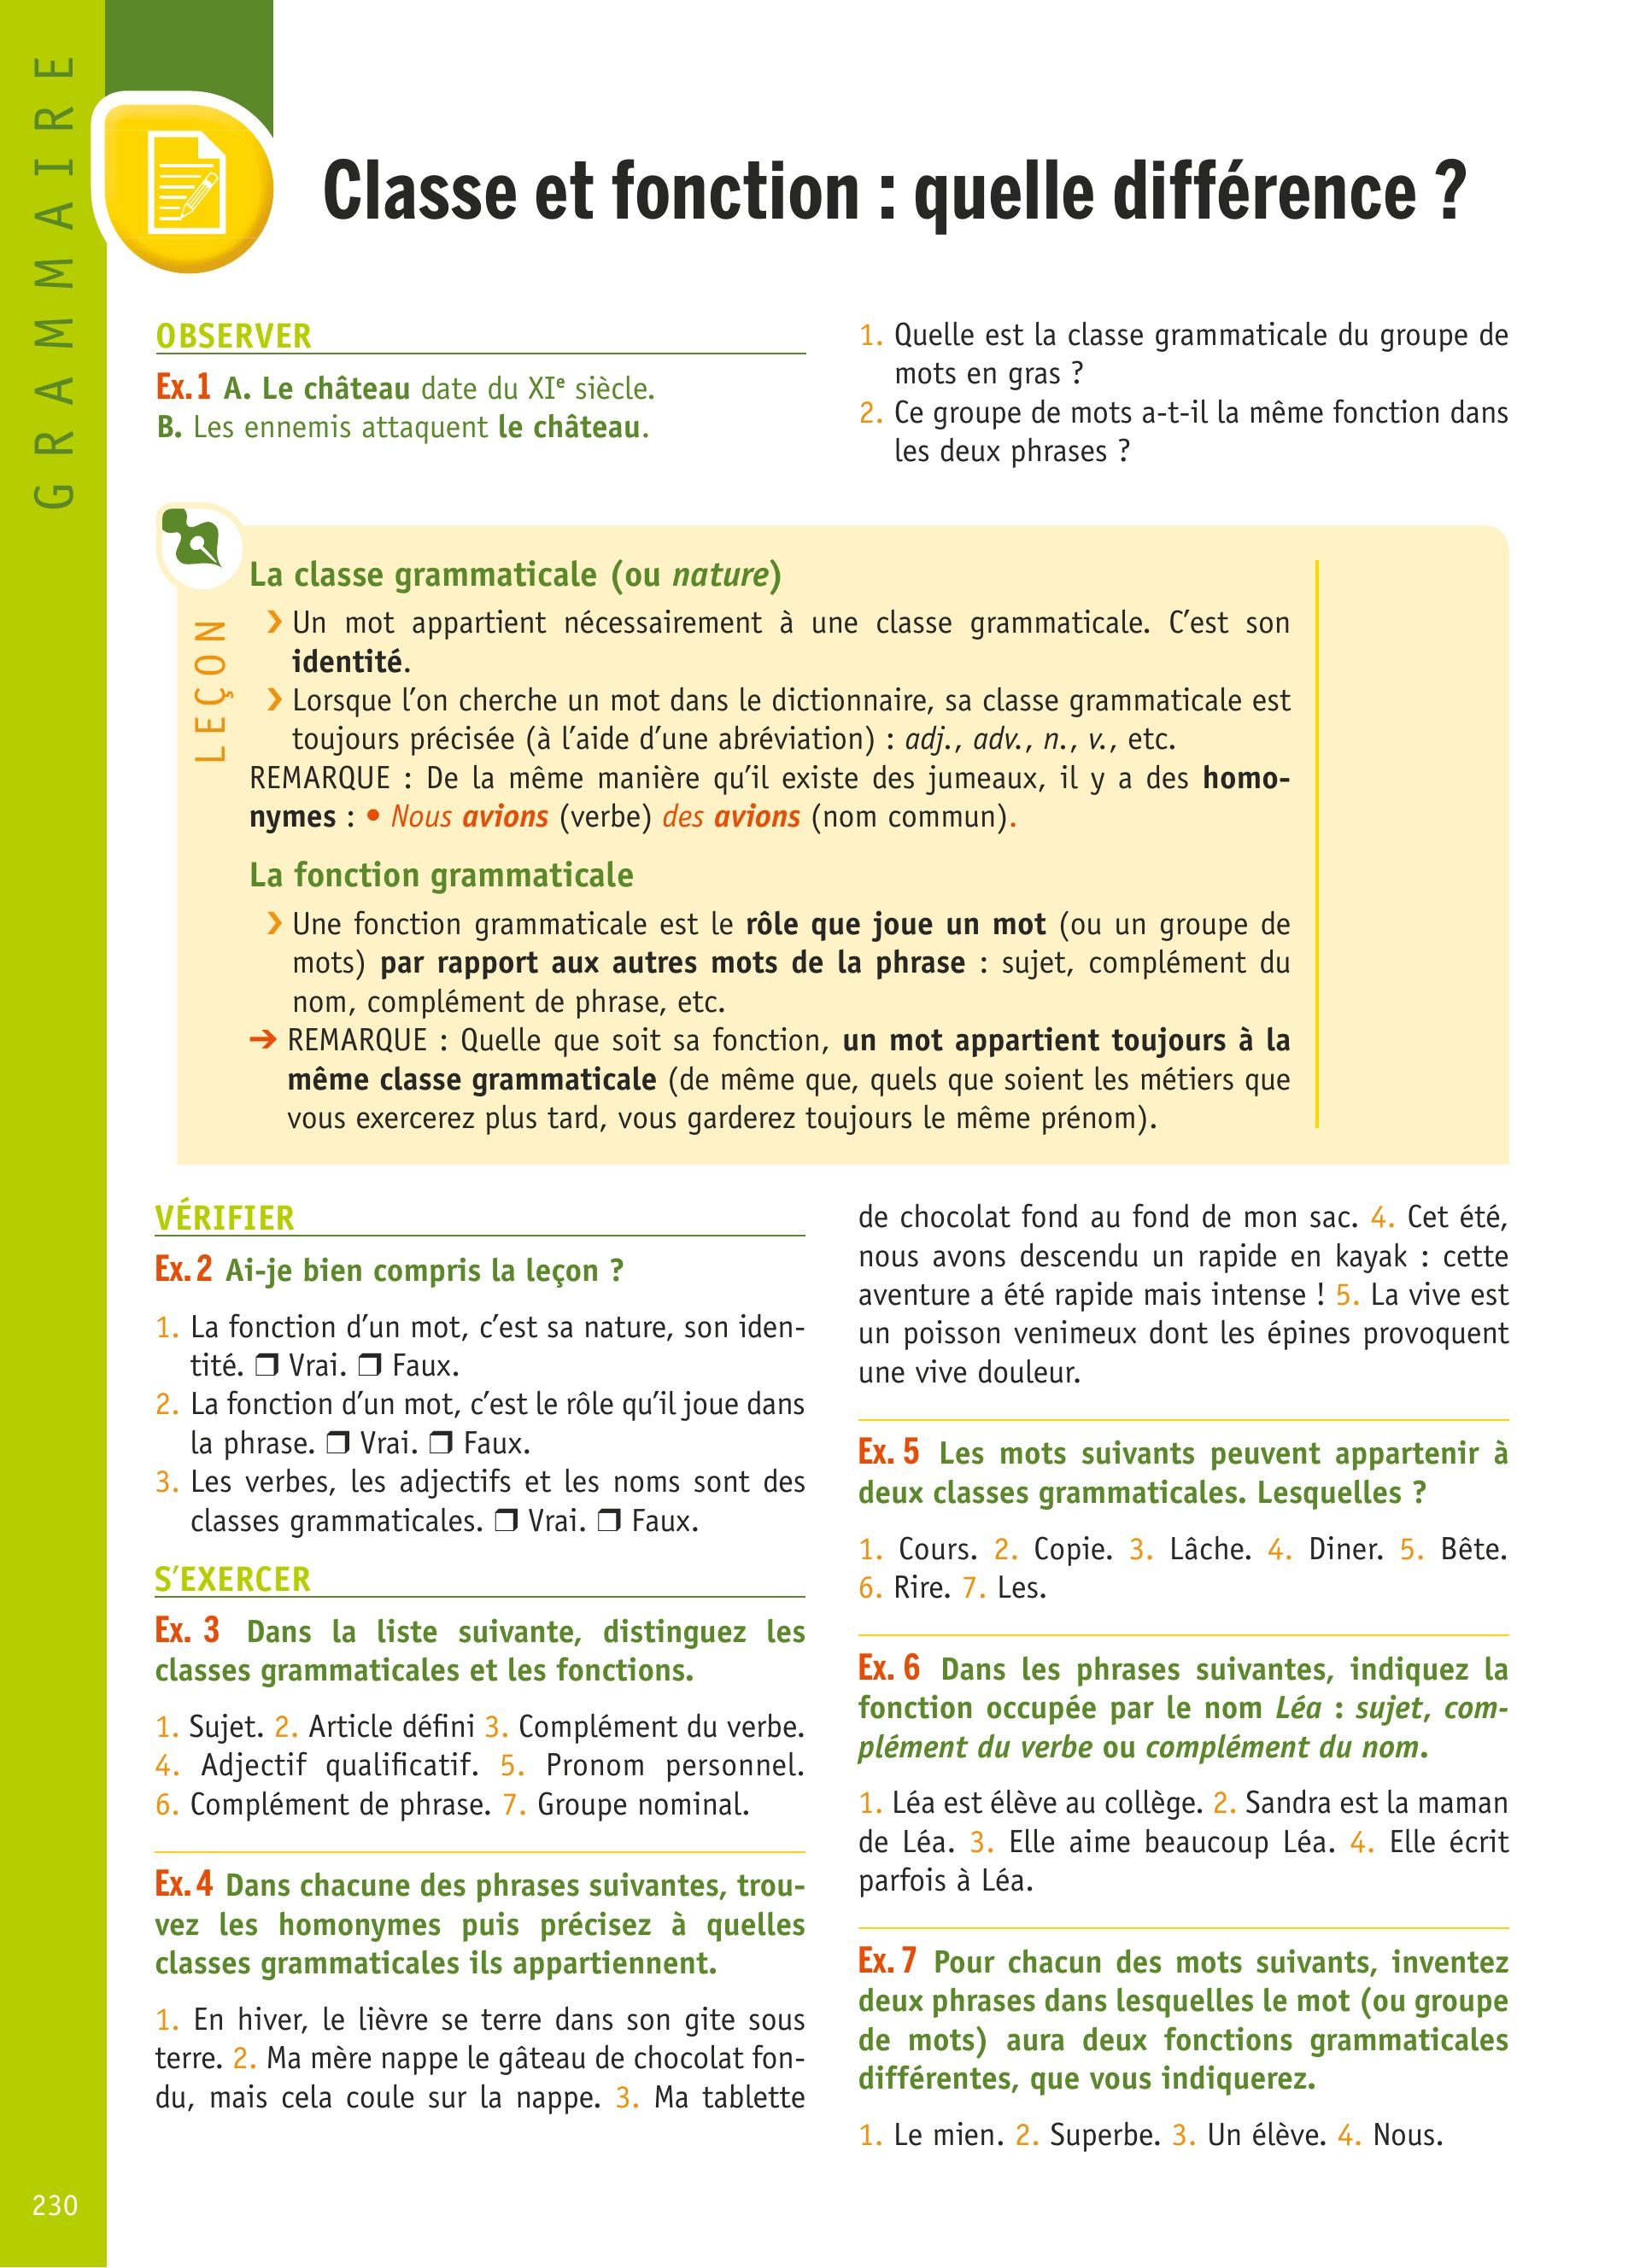 GRAMMAIRE
Classe et fonction : quelle différence ?
OBSERVER
Ex.1 A. Le château date du XIe siècle.
B. Les ennemis attaquent le château.
1. Quelle est la classe grammaticale du groupe de
mots en gras ?
2. Ce groupe de mots a-t-il la même fonction dans
les deux phrases ?
LEÇON
La classe grammaticale (ou nature)
› Un mot appartient nécessairement à une classe grammaticale. C’est son
identité.
› Lorsque l’on cherche un mot dans le dictionnaire, sa classe grammaticale est
toujours précisée (à l’aide d’une abréviation) : adj., adv., n., v., etc.
REMARQUE : De la même manière qu’il existe des jumeaux, il y a des homo-
nymes : • Nous avions (verbe) des avions (nom commun).
La fonction grammaticale
› Une fonction grammaticale est le rôle que joue un mot (ou un groupe de
mots) par rapport aux autres mots de la phrase : sujet, complément du
nom, complément de phrase, etc.
➔ REMARQUE : Quelle que soit sa fonction, un mot appartient toujours à la
même classe grammaticale (de même que, quels que soient les métiers que
vous exercerez plus tard, vous garderez toujours le même prénom).
VÉRIFIER
Ex.2 Ai-je bien compris la leçon ?
1. La fonction d’un mot, c’est sa nature, son iden-
tité. ❒ Vrai. ❒ Faux.
2. La fonction d’un mot, c’est le rôle qu’il joue dans
la phrase. ❒ Vrai. ❒ Faux.
3. Les verbes, les adjectifs et les noms sont des
classes grammaticales. ❒ Vrai. ❒ Faux.
S’EXERCER
Ex. 3 Dans la liste suivante, distinguez les
classes grammaticales et les fonctions.
1. Sujet. 2. Article défini 3. Complément du verbe.
4. Adjectif qualificatif. 5. Pronom personnel.
6. Complément de phrase. 7. Groupe nominal.
Ex.4 Dans chacune des phrases suivantes, trou-
vez les homonymes puis précisez à quelles
classes grammaticales ils appartiennent.
1. En hiver, le lièvre se terre dans son gite sous
terre. 2. Ma mère nappe le gâteau de chocolat fon-
du, mais cela coule sur la nappe. 3. Ma tablette
de chocolat fond au fond de mon sac. 4. Cet été,
nous avons descendu un rapide en kayak : cette
aventure a été rapide mais intense ! 5. La vive est
un poisson venimeux dont les épines provoquent
une vive douleur.
Ex. 5 Les mots suivants peuvent appartenir à
deux classes grammaticales. Lesquelles ?
1. Cours. 2. Copie. 3. Lâche. 4. Diner. 5. Bête.
6. Rire. 7. Les.
Ex. 6 Dans les phrases suivantes, indiquez la
fonction occupée par le nom Léa : sujet, com-
plément du verbe ou complément du nom.
1. Léa est élève au collège. 2. Sandra est la maman
de Léa. 3. Elle aime beaucoup Léa. 4. Elle écrit
parfois à Léa.
Ex. 7 Pour chacun des mots suivants, inventez
deux phrases dans lesquelles le mot (ou groupe
de mots) aura deux fonctions grammaticales
différentes, que vous indiquerez.
1. Le mien. 2. Superbe. 3. Un élève. 4. Nous.
230